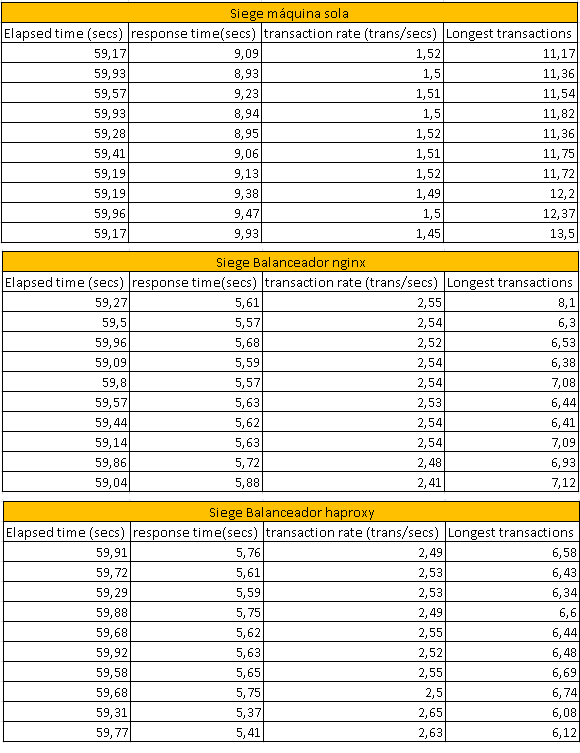 Siege máquina sola
Elapsed time (secs) response time(secs) transaction rate (trans/secs) Longest transactions
59,17 9,09 1,52 11,17
59,93 8,93 1,5 11,36
59,57 9,23 1,51 11,54
59,93 8,94 1,5 11,82
59,28 8,95 1,52 11,36
59,41 9,06 1,51 11,75
59,19 9,13 1,52 11,72
59,19 9,38 1,49 12,2
59,96 9,47 1,5 12,37
59,17 9,93 1,45 13,5
Siege Balanceador nginx
Elapsed time (secs) response time(secs) transaction rate (trans/secs) Longest transactions
59,27 5,61 2,55 8,1
59,5 5,57 2,54 6,3
59,96 5,68 2,52 6,53
59,09 5,59 2,54 6,38
59,8 5,57 2,54 7,08
59,57 5,63 2,53 6,44
59,44 5,62 2,54 6,41
59,14 5,63 2,54 7,09
59,86 5,72 2,48 6,93
59,04 5,88 2,41 7,12
Siege Balanceador haproxy
Elapsed time (secs) response time(secs) transaction rate (trans/secs) Longest transactions
59,91 5,76 2,49 6,58
59,72 5,61 2,53 6,43
59,29 5,59 2,53 6,34
59,88 5,75 2,49 6,6
59,68 5,62 2,55 6,44
59,92 5,63 2,52 6,48
59,58 5,65 2,55 6,69
59,68 5,75 2,5 6,74
59,31 5,37 2,65 6,08
59,77 5,41 2,63 6,12